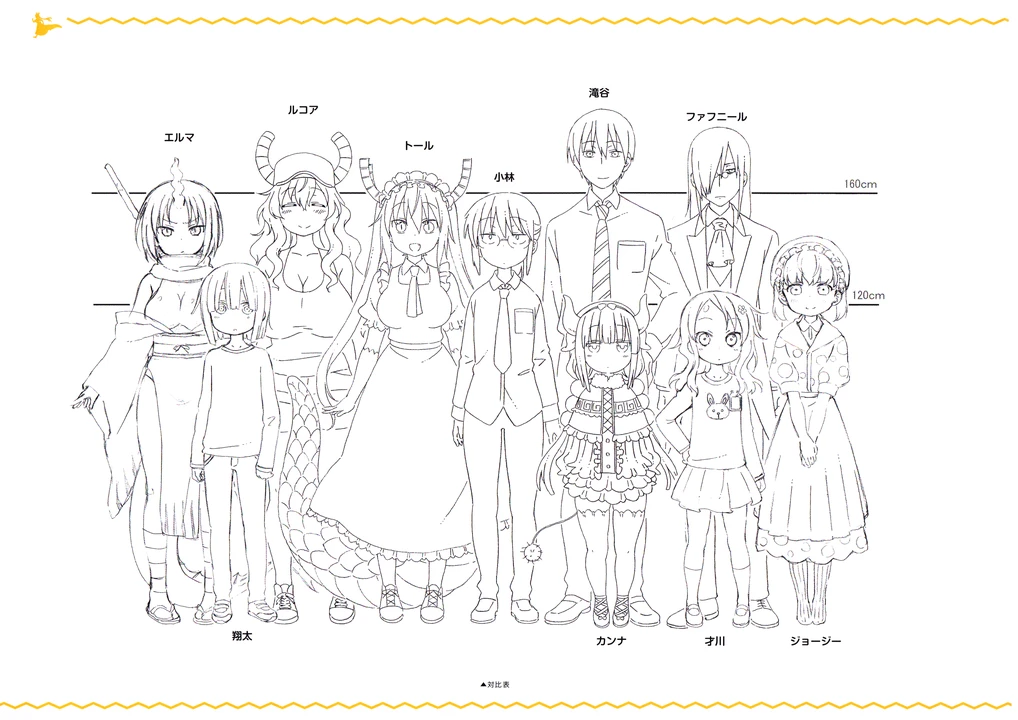 滝谷
ルコア
ファフニール
エルマ
トール
小林
160cm
120cm
翔太
カンナ
才川
ジョージー
▲対比表